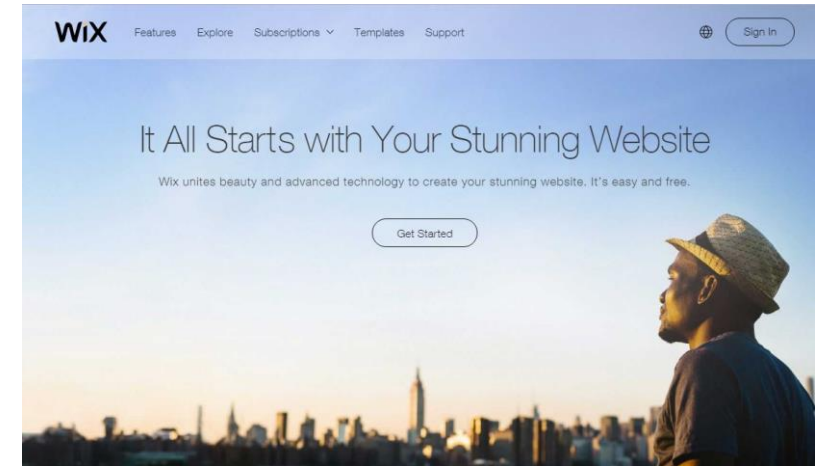 WiX Features Explore Subscriptions Templates Support Sign In
It All Starts with Your Stunning Website
Wix unites beauty and advanced technology to create your stunning website. It's easy and free.
Get Started